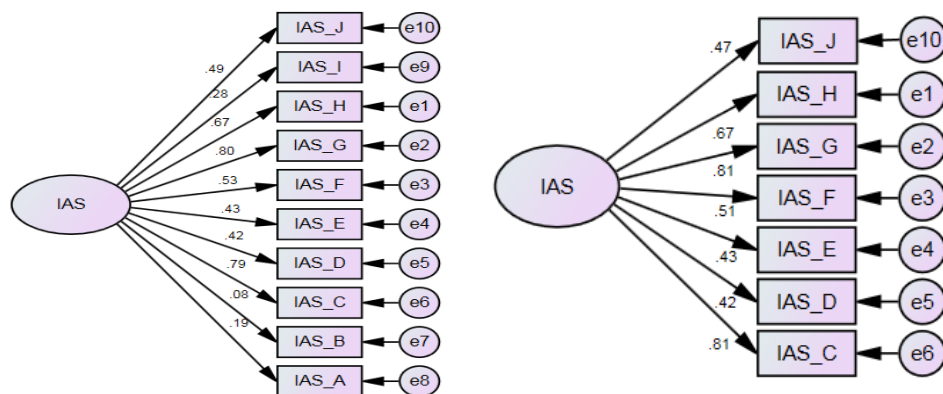 IAS_J e10
.49
IAS_I e9
.28
IAS_H e1
.67
IAS_G e2
.80
IAS
IAS_F e3
.53
IAS_E e4
.43
IAS_D e5
.42
IAS_C e6
.79
IAS_B e7
.08
IAS_A e8
.19
IAS_J e10
.47
IAS_H e1
.67
IAS_G e2
.81
IAS
IAS_F e3
.51
IAS_E e4
.43
IAS_D e5
.42
IAS_C e6
.81